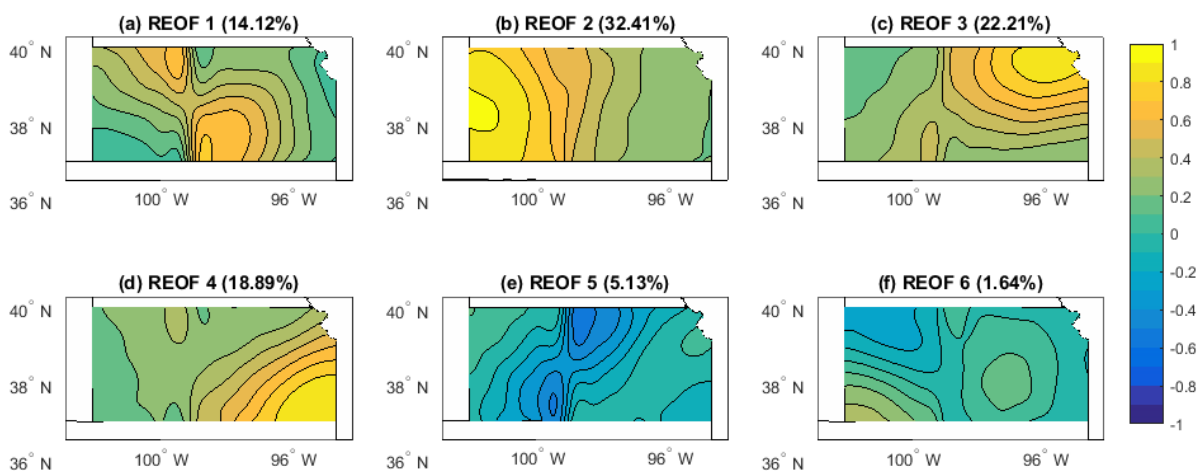 (a) REOF 1 (14.12%)
(b) REOF 2 (32.41%)
(c) REOF 3 (22.21%)
40° N
38° N
36° N
100° W
96° W
40° N
38° N
36° N
100° W
96° W
40° N
38° N
36° N
100° W
96° W
(d) REOF 4 (18.89%)
(e) REOF 5 (5.13%)
(f) REOF 6 (1.64%)
40° N
38° N
36° N
100° W
96° W
40° N
38° N
36° N
100° W
96° W
40° N
38° N
36° N
100° W
96° W
1
0.8
0.6
0.4
0.2
0
-0.2
-0.4
-0.6
-0.8
-1